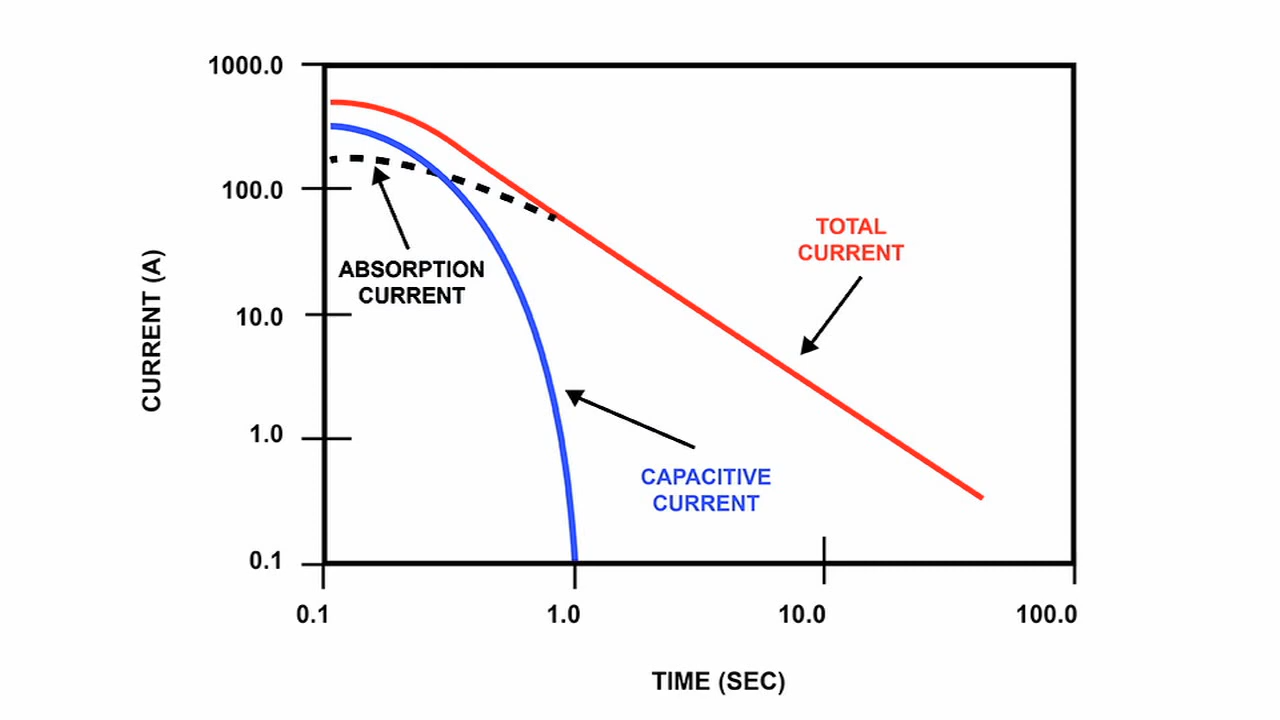 1000.0
100.0
10.0
1.0
0.1
CURRENT (A)
ABSORPTION
CURRENT
TOTAL
CURRENT
CAPACITIVE
CURRENT
0.1
1.0
10.0
100.0
TIME (SEC)